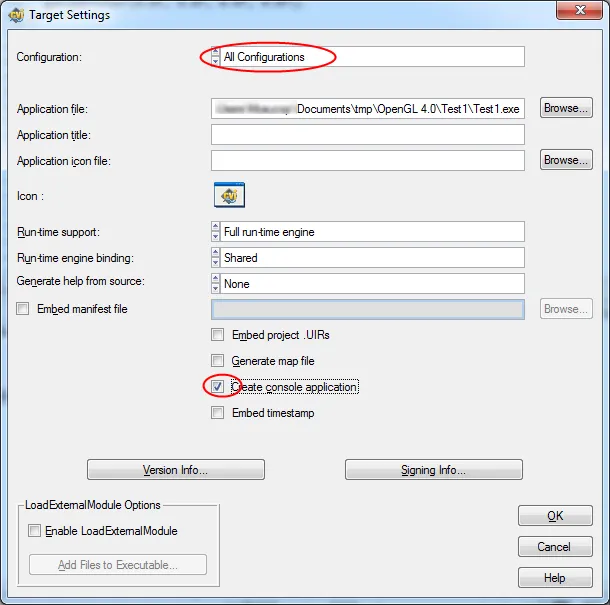 CVI Target Settings
Configuration: All Configurations
Application file: Documents\tmp\OpenGL 4.0\Test1\Test1.exe Browse...
Application title:
Application icon file: Browse...
Icon :
CVI
Run-time support: Full run-time engine
Run-time engine binding: Shared
Generate help from source: None
Embed manifest file Browse...
Embed project .UIRs
Generate map file
Create console application
Embed timestamp
Version Info... Signing Info...
LoadExternalModule Options
Enable LoadExternalModule
Add Files to Executable...
OK
Cancel
Help